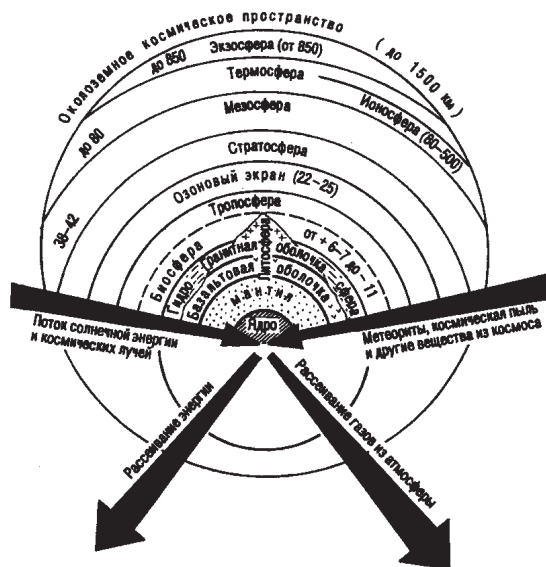 Околоземное космическое пространство
(до 1500 км)
до 850
Экзосфера (от 850)
Термосфера
Ионосфера (80–500)
до 80
Мезосфера
Стратосфера
38–42
Озоновый экран (22–25)
Тропосфера
Биосфера
от + 6–7 до – 11
Литосфера
Гидро – Гранитная оболочка – сфера
Базальтовая оболочка
мантия
Ядро
Поток солнечной энергии
и космических лучей
Метеориты, космическая пыль
и другие вещества из космоса
Рассеивание энергии
Рассеивание газов из атмосферы